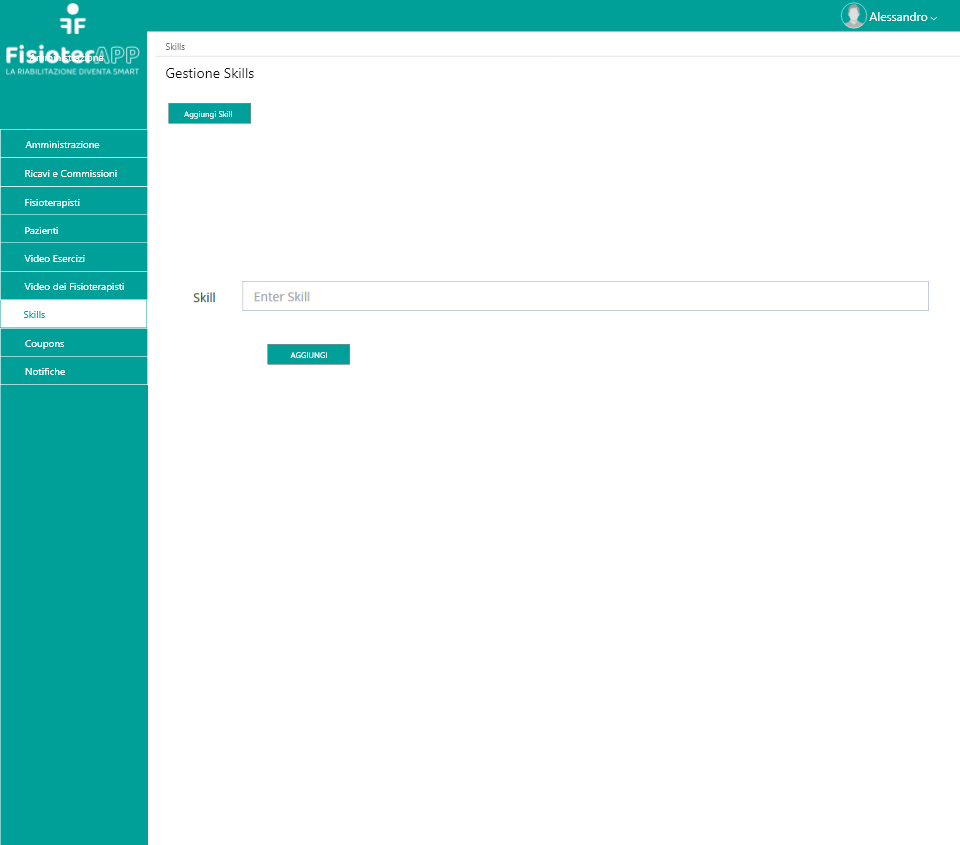 Alessandro
FisioterAPP
Amministrazione
LA RIABILITAZIONE DIVENTA SMART
Skills
Gestione Skills
Aggiungi Skill
Amministrazione
Ricavi e Commissioni
Fisioterapisti
Pazienti
Video Esercizi
Video dei Fisioterapisti
Skills
Coupons
Notifiche
Skill
Enter Skill
AGGIUNGI